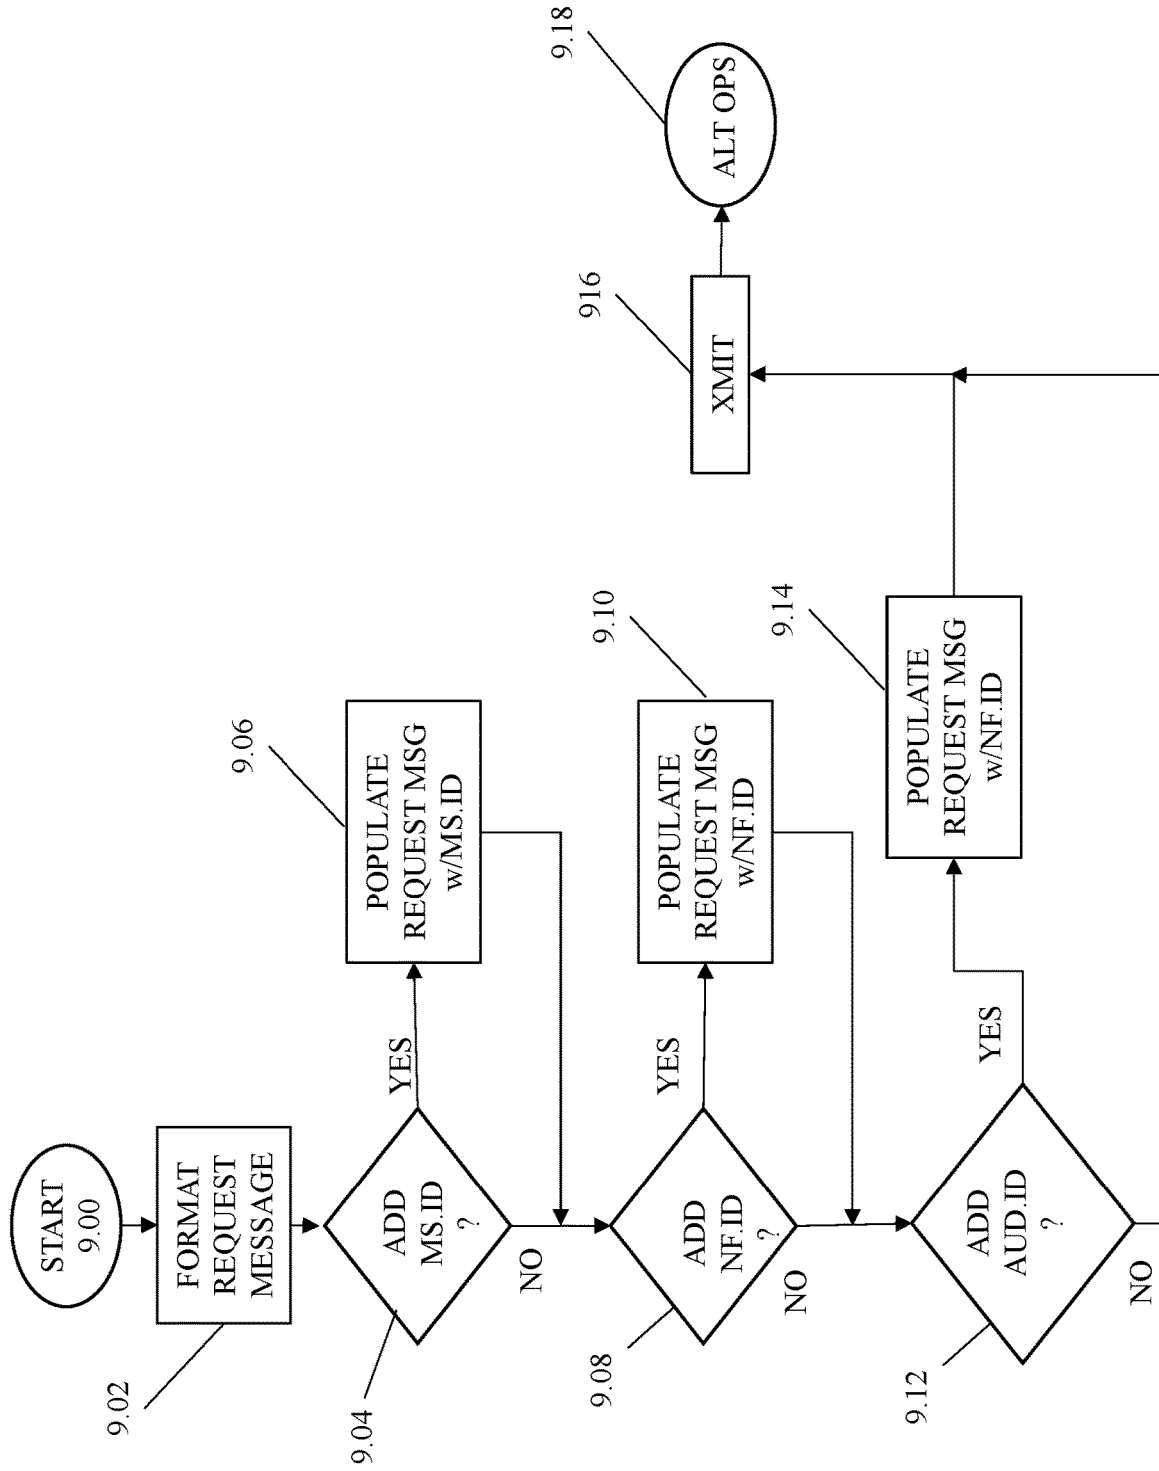 START
9.00
FORMAT
REQUEST
MESSAGE
9.02
ADD
MS.ID
?
9.04
YES
NO
POPULATE
REQUEST MSG
w/MS.ID
9.06
ADD
NF.ID
?
9.08
YES
NO
POPULATE
REQUEST MSG
w/NF.ID
9.10
ADD
AUD.ID
?
9.12
YES
NO
POPULATE
REQUEST MSG
w/NF.ID
9.14
XMIT
916
ALT OPS
9.18